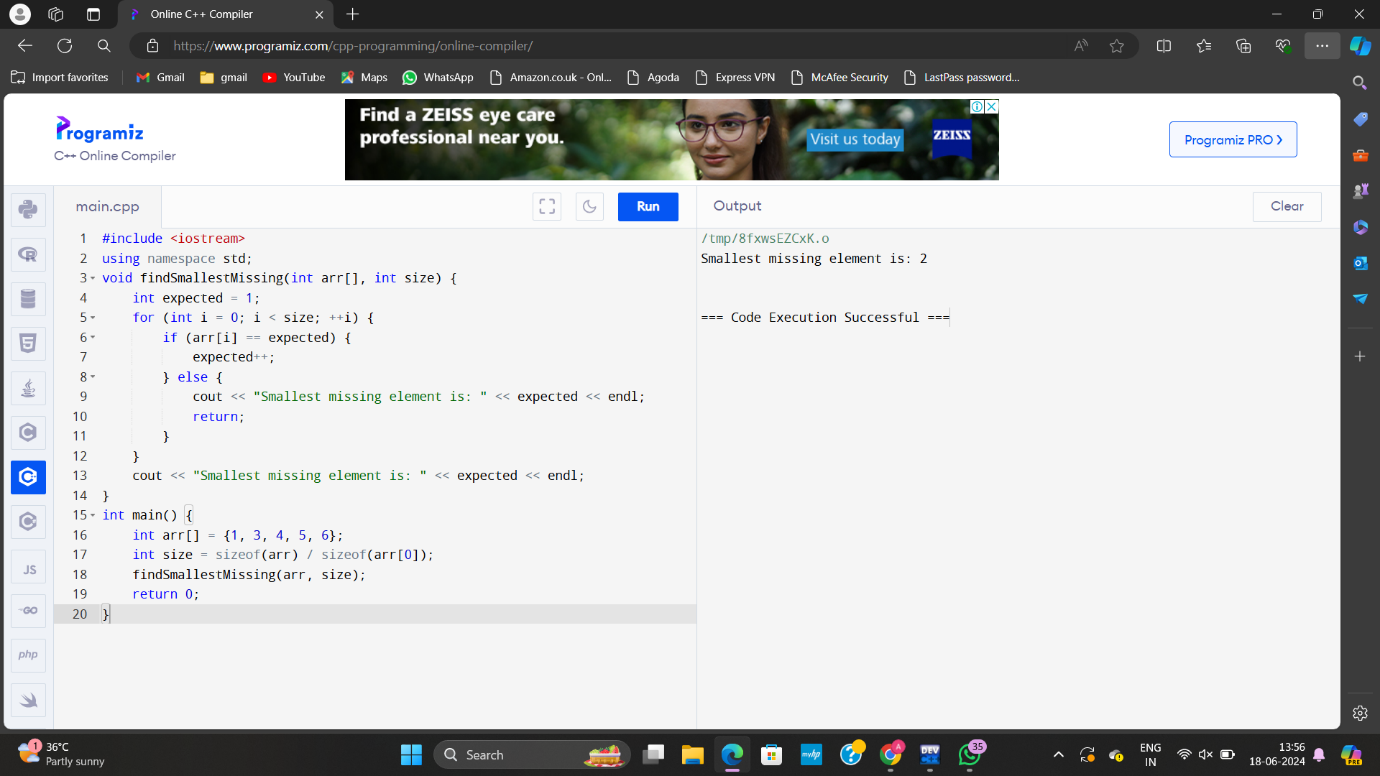 Online C++ Compiler
https://www.programiz.com/cpp-programming/online-compiler/
Import favorites
Gmail
gmail
YouTube
Maps
WhatsApp
Amazon.co.uk - Onl...
Agoda
Express VPN
McAfee Security
LastPass password...
Programiz
C++ Online Compiler
Find a ZEISS eye care
professional near you.
Visit us today
ZEISS
Programiz PRO >
main.cpp
Run
Output
Clear
1 #include <iostream>
2 using namespace std;
3 void findSmallestMissing(int arr[], int size) {
4     int expected = 1;
5     for (int i = 0; i < size; ++i) {
6         if (arr[i] == expected) {
7             expected++;
8         } else {
9             cout << "Smallest missing element is: " << expected << endl;
10             return;
11         }
12     }
13     cout << "Smallest missing element is: " << expected << endl;
14 }
15 int main() {
16     int arr[] = {1, 3, 4, 5, 6};
17     int size = sizeof(arr) / sizeof(arr[0]);
18     findSmallestMissing(arr, size);
19     return 0;
20 }
/tmp/8fxwsEZCxK.o
Smallest missing element is: 2
=== Code Execution Successful ===
JS
GO
php
1
36°C
Partly sunny
Search
myhp
A
DEV
35
ENG
IN
13:56
18-06-2024
PRE